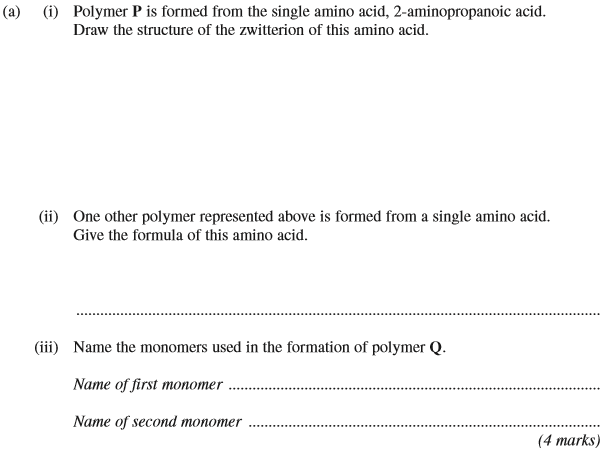 (a) (i) Polymer P is formed from the single amino acid, 2-aminopropanoic acid.
Draw the structure of the zwitterion of this amino acid.
(ii) One other polymer represented above is formed from a single amino acid.
Give the formula of this amino acid.
(iii) Name the monomers used in the formation of polymer Q.
Name of first monomer
Name of second monomer
(4 marks)